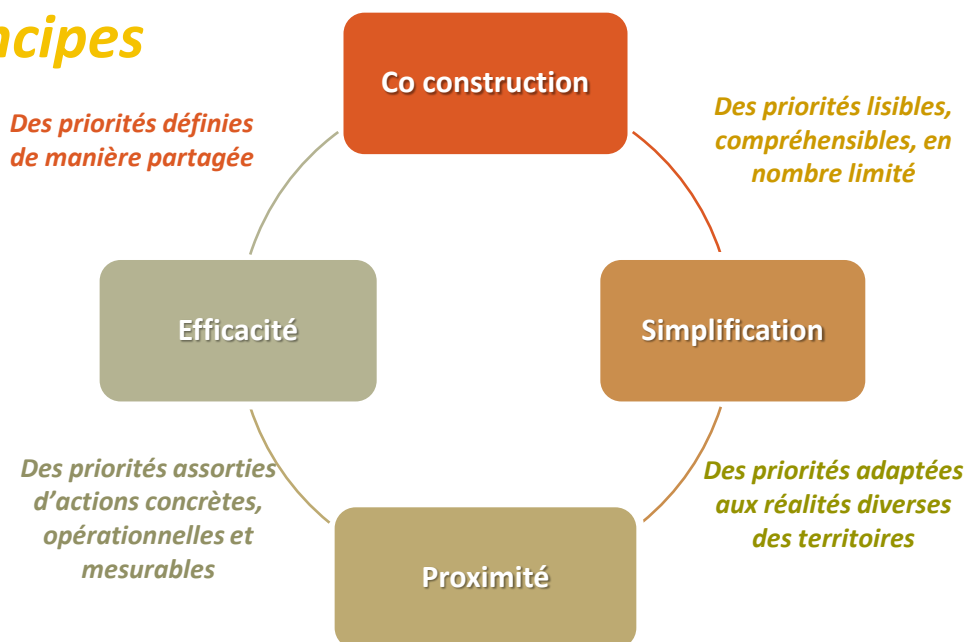 ncipes
Co construction
Des priorités définies
de manière partagée
Des priorités lisibles,
compréhensibles, en
nombre limité
Efficacité
Simplification
Des priorités assorties
d’actions concrètes,
opérationnelles et
mesurables
Des priorités adaptées
aux réalités diverses
des territoires
Proximité